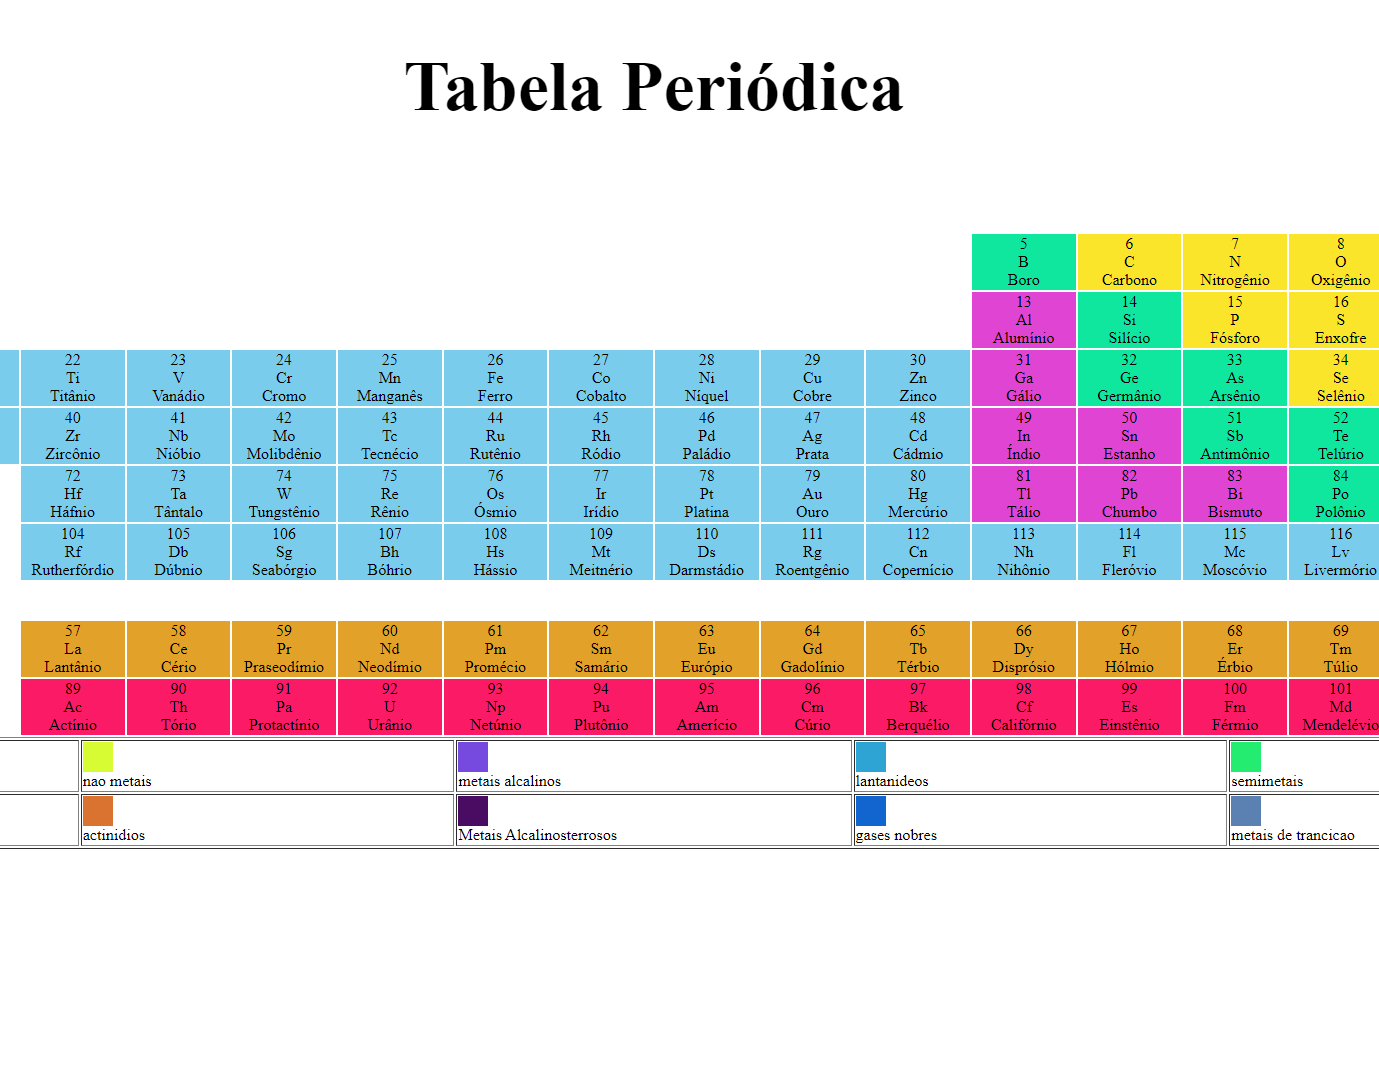 Tabela Periódica
5 6 7 8
B C N O
Boro Carbono Nitrogênio Oxigênio
13 14 15 16
Al Si P S
Alumínio Silício Fósforo Enxofre
22 23 24 25 26 27 28 29 30 31 32 33 34
Ti V Cr Mn Fe Co Ni Cu Zn Ga Ge As Se
Titânio Vanádio Cromo Manganês Ferro Cobalto Níquel Cobre Zinco Gálio Germânio Arsênio Selênio
40 41 42 43 44 45 46 47 48 49 50 51 52
Zr Nb Mo Tc Ru Rh Pd Ag Cd In Sn Sb Te
Zircônio Nióbio Molibdênio Tecnécio Rutênio Ródio Paládio Prata Cádmio Índio Estanho Antimônio Telúrio
72 73 74 75 76 77 78 79 80 81 82 83 84
Hf Ta W Re Os Ir Pt Au Hg Tl Pb Bi Po
Háfnio Tântalo Tungstênio Rênio Ósmio Irídio Platina Ouro Mercúrio Tálio Chumbo Bismuto Polônio
104 105 106 107 108 109 110 111 112 113 114 115 116
Rf Db Sg Bh Hs Mt Ds Rg Cn Nh Fl Mc Lv
Rutherfórdio Dúbnio Seabórgio Bóhrio Hássio Meitnério Darmstádio Roentgênio Copernício Nihônio Fleróvio Moscóvio Livermório
57 58 59 60 61 62 63 64 65 66 67 68 69
La Ce Pr Nd Pm Sm Eu Gd Tb Dy Ho Er Tm
Lantânio Cério Praseodímio Neodímio Promécio Samário Európio Gadolínio Térbio Disprósio Hólmio Érbio Túlio
89 90 91 92 93 94 95 96 97 98 99 100 101
Ac Th Pa U Np Pu Am Cm Bk Cf Es Fm Md
Actínio Tório Protactínio Urânio Netúnio Plutônio Amerício Cúrio Berquélio Califórnio Einstênio Férmio Mendelévio
nao metais metais alcalinos lantanideos semimetais
actinidios Metais Alcalinosterrosos gases nobres metais de trancicao